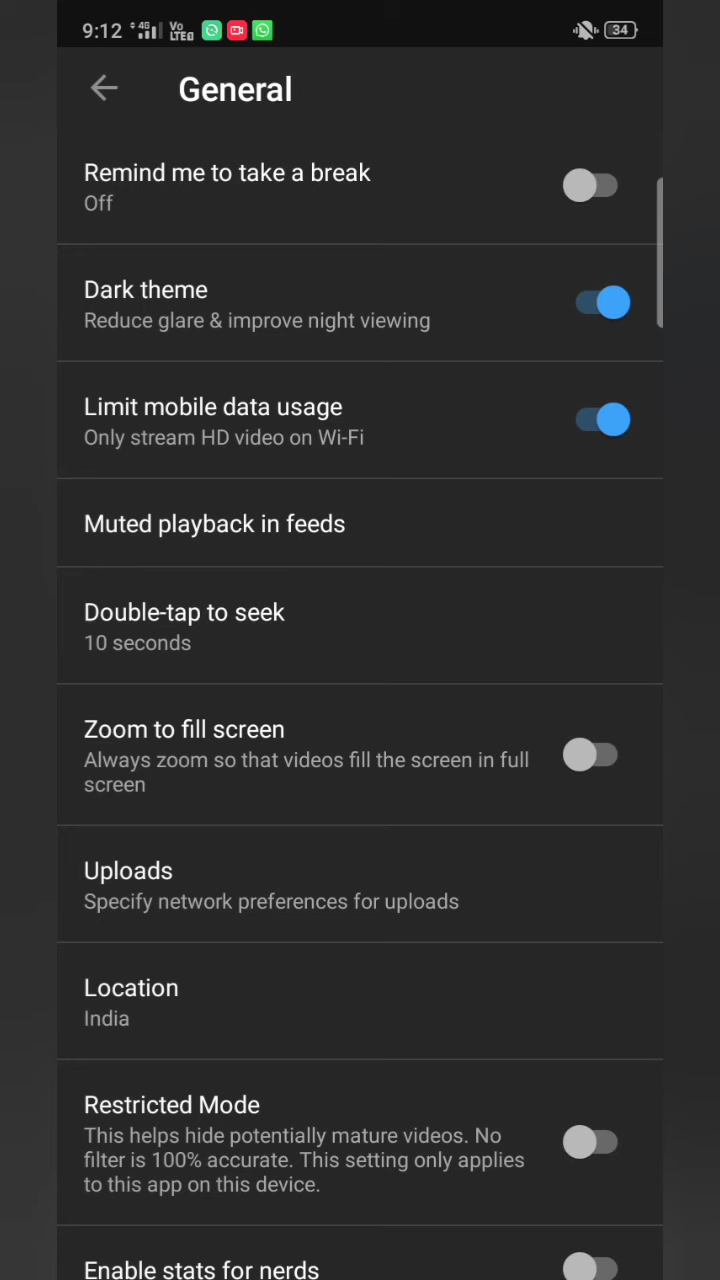 9:12 4G Vo LTE 34
General
Remind me to take a break
Off
Dark theme
Reduce glare & improve night viewing
Limit mobile data usage
Only stream HD video on Wi-Fi
Muted playback in feeds
Double-tap to seek
10 seconds
Zoom to fill screen
Always zoom so that videos fill the screen in full
screen
Uploads
Specify network preferences for uploads
Location
India
Restricted Mode
This helps hide potentially mature videos. No
filter is 100% accurate. This setting only applies
to this app on this device.
Enable stats for nerds